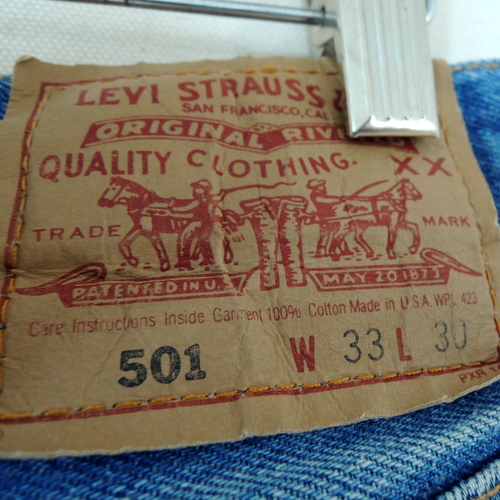 LEVI STRAUSS &
SAN FRANCISCO, CAL
ORIGINAL
QUALITY CLOTHING. XX
TRADE MARK
PATENTED IN U.S. MAY 20 1873
Care Instructions Inside Garment 100% Cotton Made in U.S.A. WPL 423
501 W 33 L 30